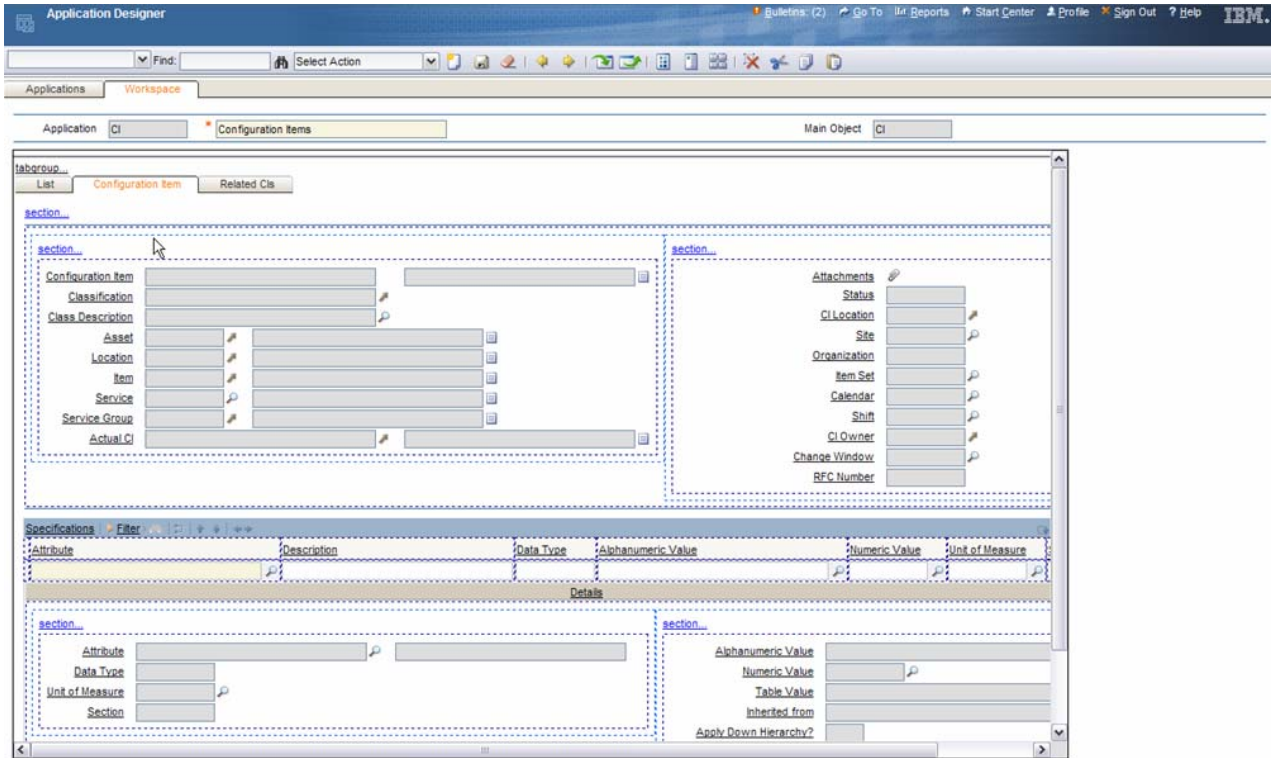 Application Designer
Bulletins: (2) Go To Reports Start Center Profile Sign Out ? Help IBM.
Find: Select Action
Applications Workspace
Application CI * Configuration Items Main Object CI
tabgroup...
List Configuration Item Related CIs
section...
section... section...
Configuration Item Attachments
Classification Status
Class Description CI Location
Asset Site
Location Organization
Item Item Set
Service Calendar
Service Group Shift
Actual CI CI Owner
Change Window
RFC Number
Specifications Filter
Attribute Description Data Type Alphanumeric Value Numeric Value Unit of Measure
Details
section... section...
Attribute Alphanumeric Value
Data Type Numeric Value
Unit of Measure Table Value
Section Inherited from
Apply Down Hierarchy?